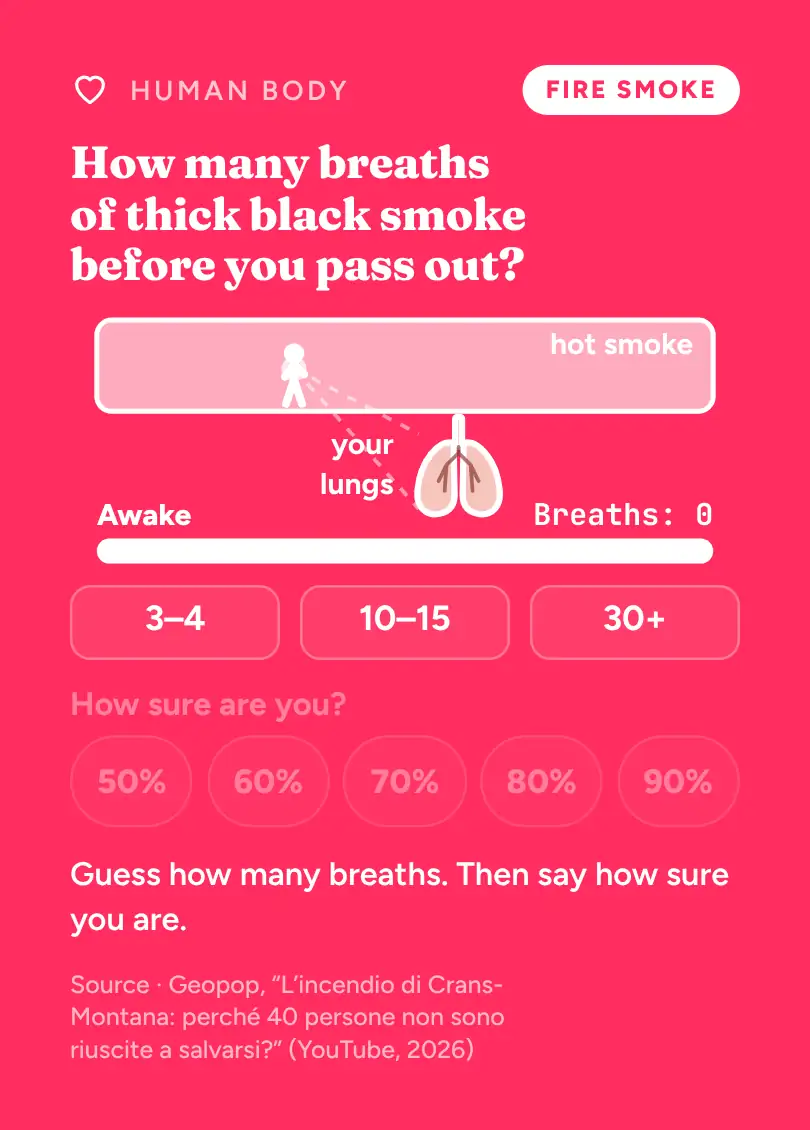 HUMAN BODY
FIRE SMOKE
How many breaths
of thick black smoke
before you pass out?
hot smoke
your
lungs
Awake
Breaths: 0
3–4
10–15
30+
How sure are you?
50%
60%
70%
80%
90%
Guess how many breaths. Then say how sure
you are.
Source · Geopop, “L’incendio di Crans-
Montana: perché 40 persone non sono
riuscite a salvarsi?” (YouTube, 2026)